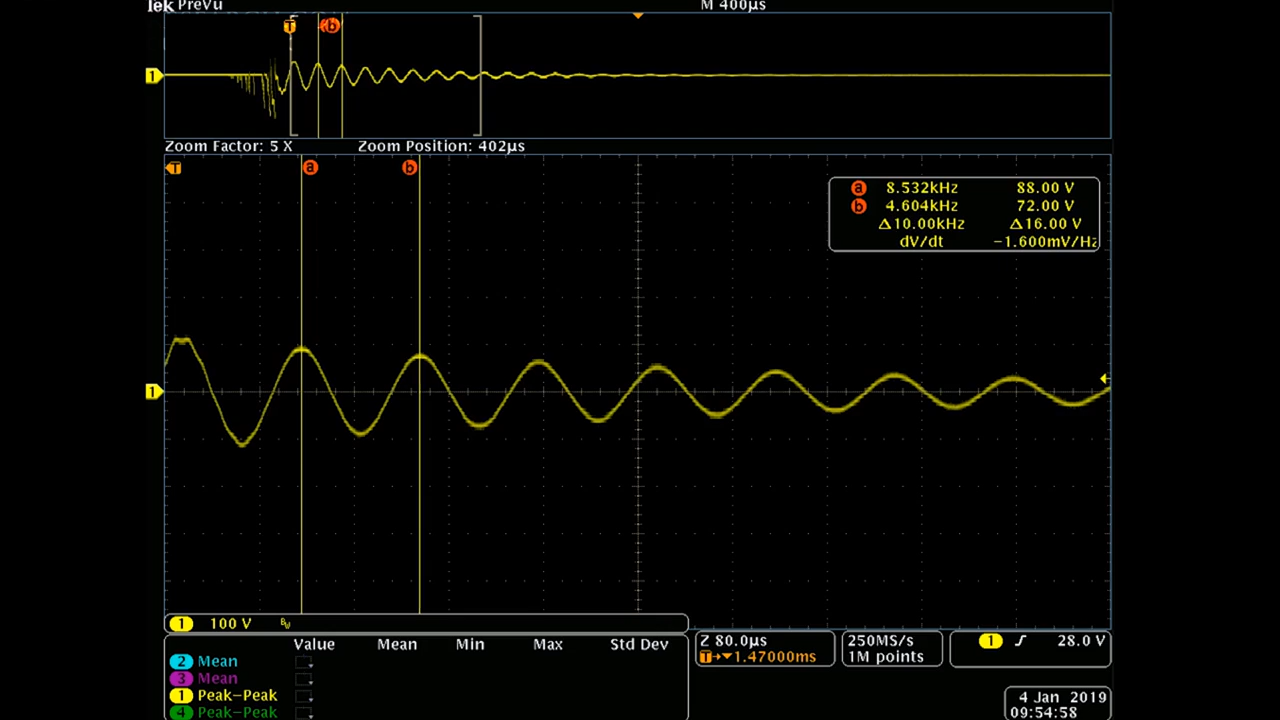 Tek PreVu M 400µs
T b
1
Zoom Factor: 5 X Zoom Position: 402µs
T a b
a 8.532kHz 88.00 V
b 4.604kHz 72.00 V
Δ10.00kHz Δ16.00 V
dV/dt −1.600mV/Hz
1
1 100 V BW
Value Mean Min Max Std Dev
2 Mean
3 Mean
1 Peak−Peak
4 Peak−Peak
Z 80.0µs
T→▼1.47000ms
250MS/s
1M points
1 28.0 V
4 Jan 2019
09:54:58